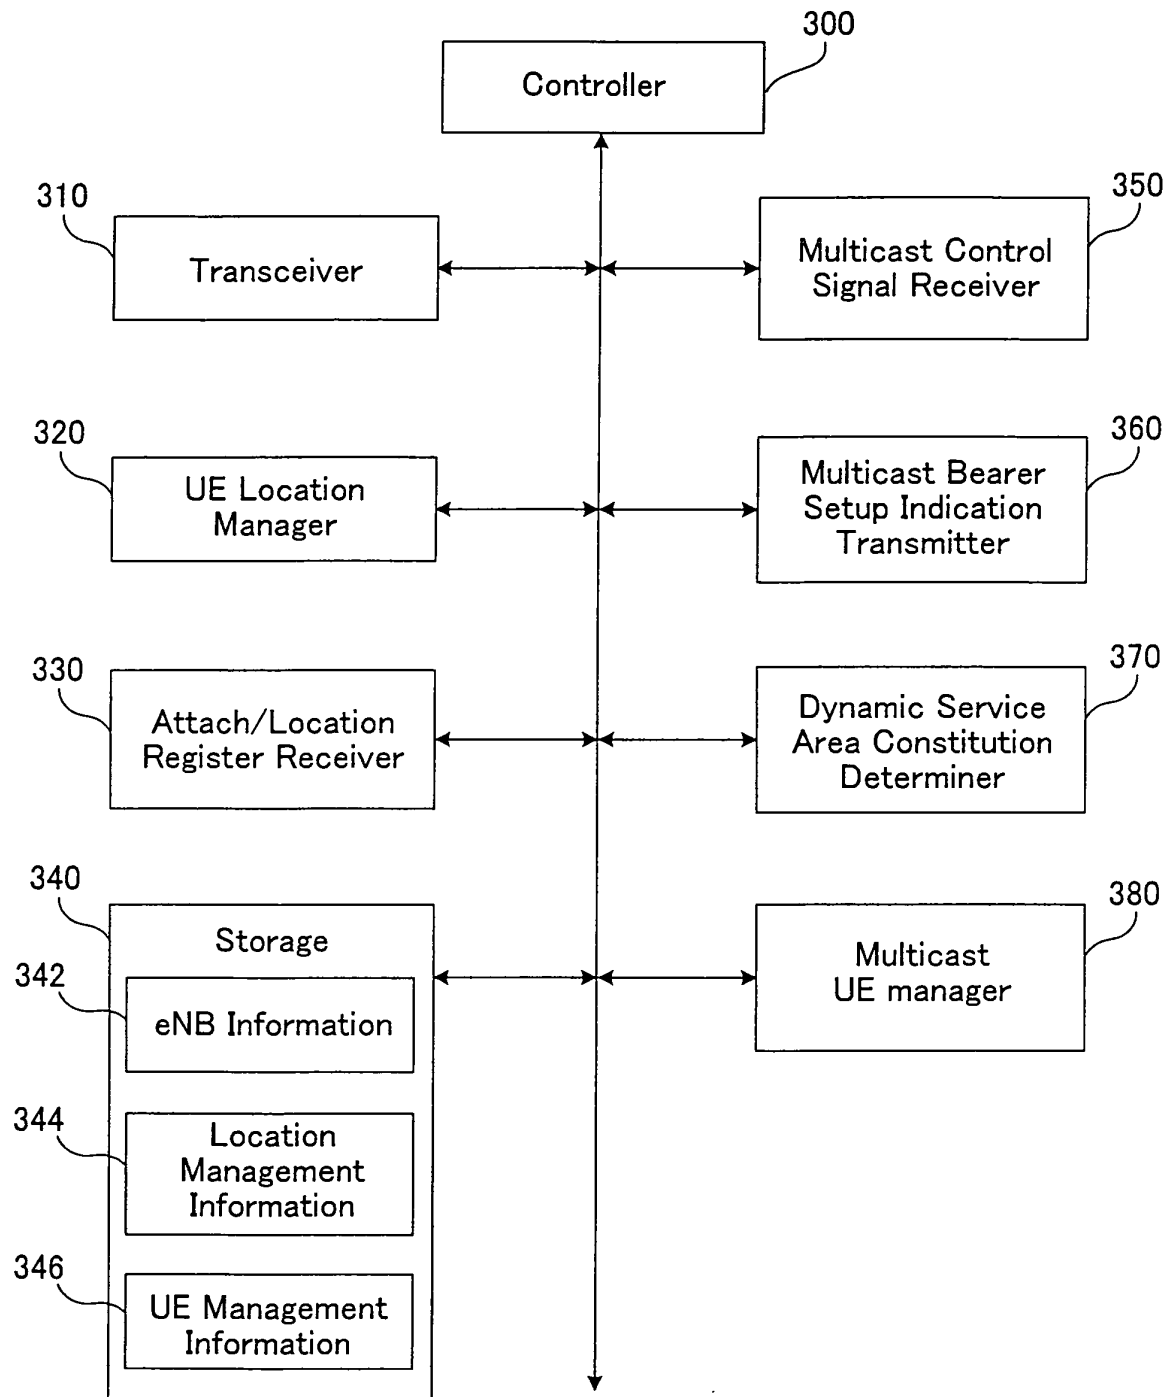 300
Controller
310
Transceiver
350
Multicast Control
Signal Receiver
320
UE Location
Manager
360
Multicast Bearer
Setup Indication
Transmitter
330
Attach/Location
Register Receiver
370
Dynamic Service
Area Constitution
Determiner
340
Storage
342
eNB Information
344
Location
Management
Information
346
UE Management
Information
380
Multicast
UE manager